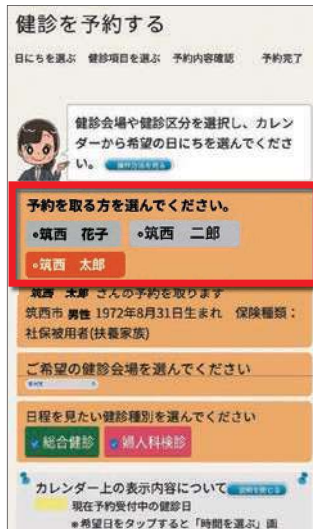 健診を予約する
日にちを選ぶ 健診項目を選ぶ 予約内容確認 予約完了
健診会場や健診区分を選択し、カレン
ダーから希望の日にちを選んでくださ
い。
予約を取る方を選んでください。
●筑西 花子 ●筑西 二郎
●筑西 太郎
筑西 太郎 さんの予約を取ります
筑西市 男性 1972年8月31日生まれ 保険種類：
社保被用者(扶養家族)
ご希望の健診会場を選んでください
日程を見たい健診種別を選んでください
総合健診 婦人科検診
カレンダー上の表示内容について
現在予約受付中の健診日
＊希望日をタップすると「時間を選ぶ」画